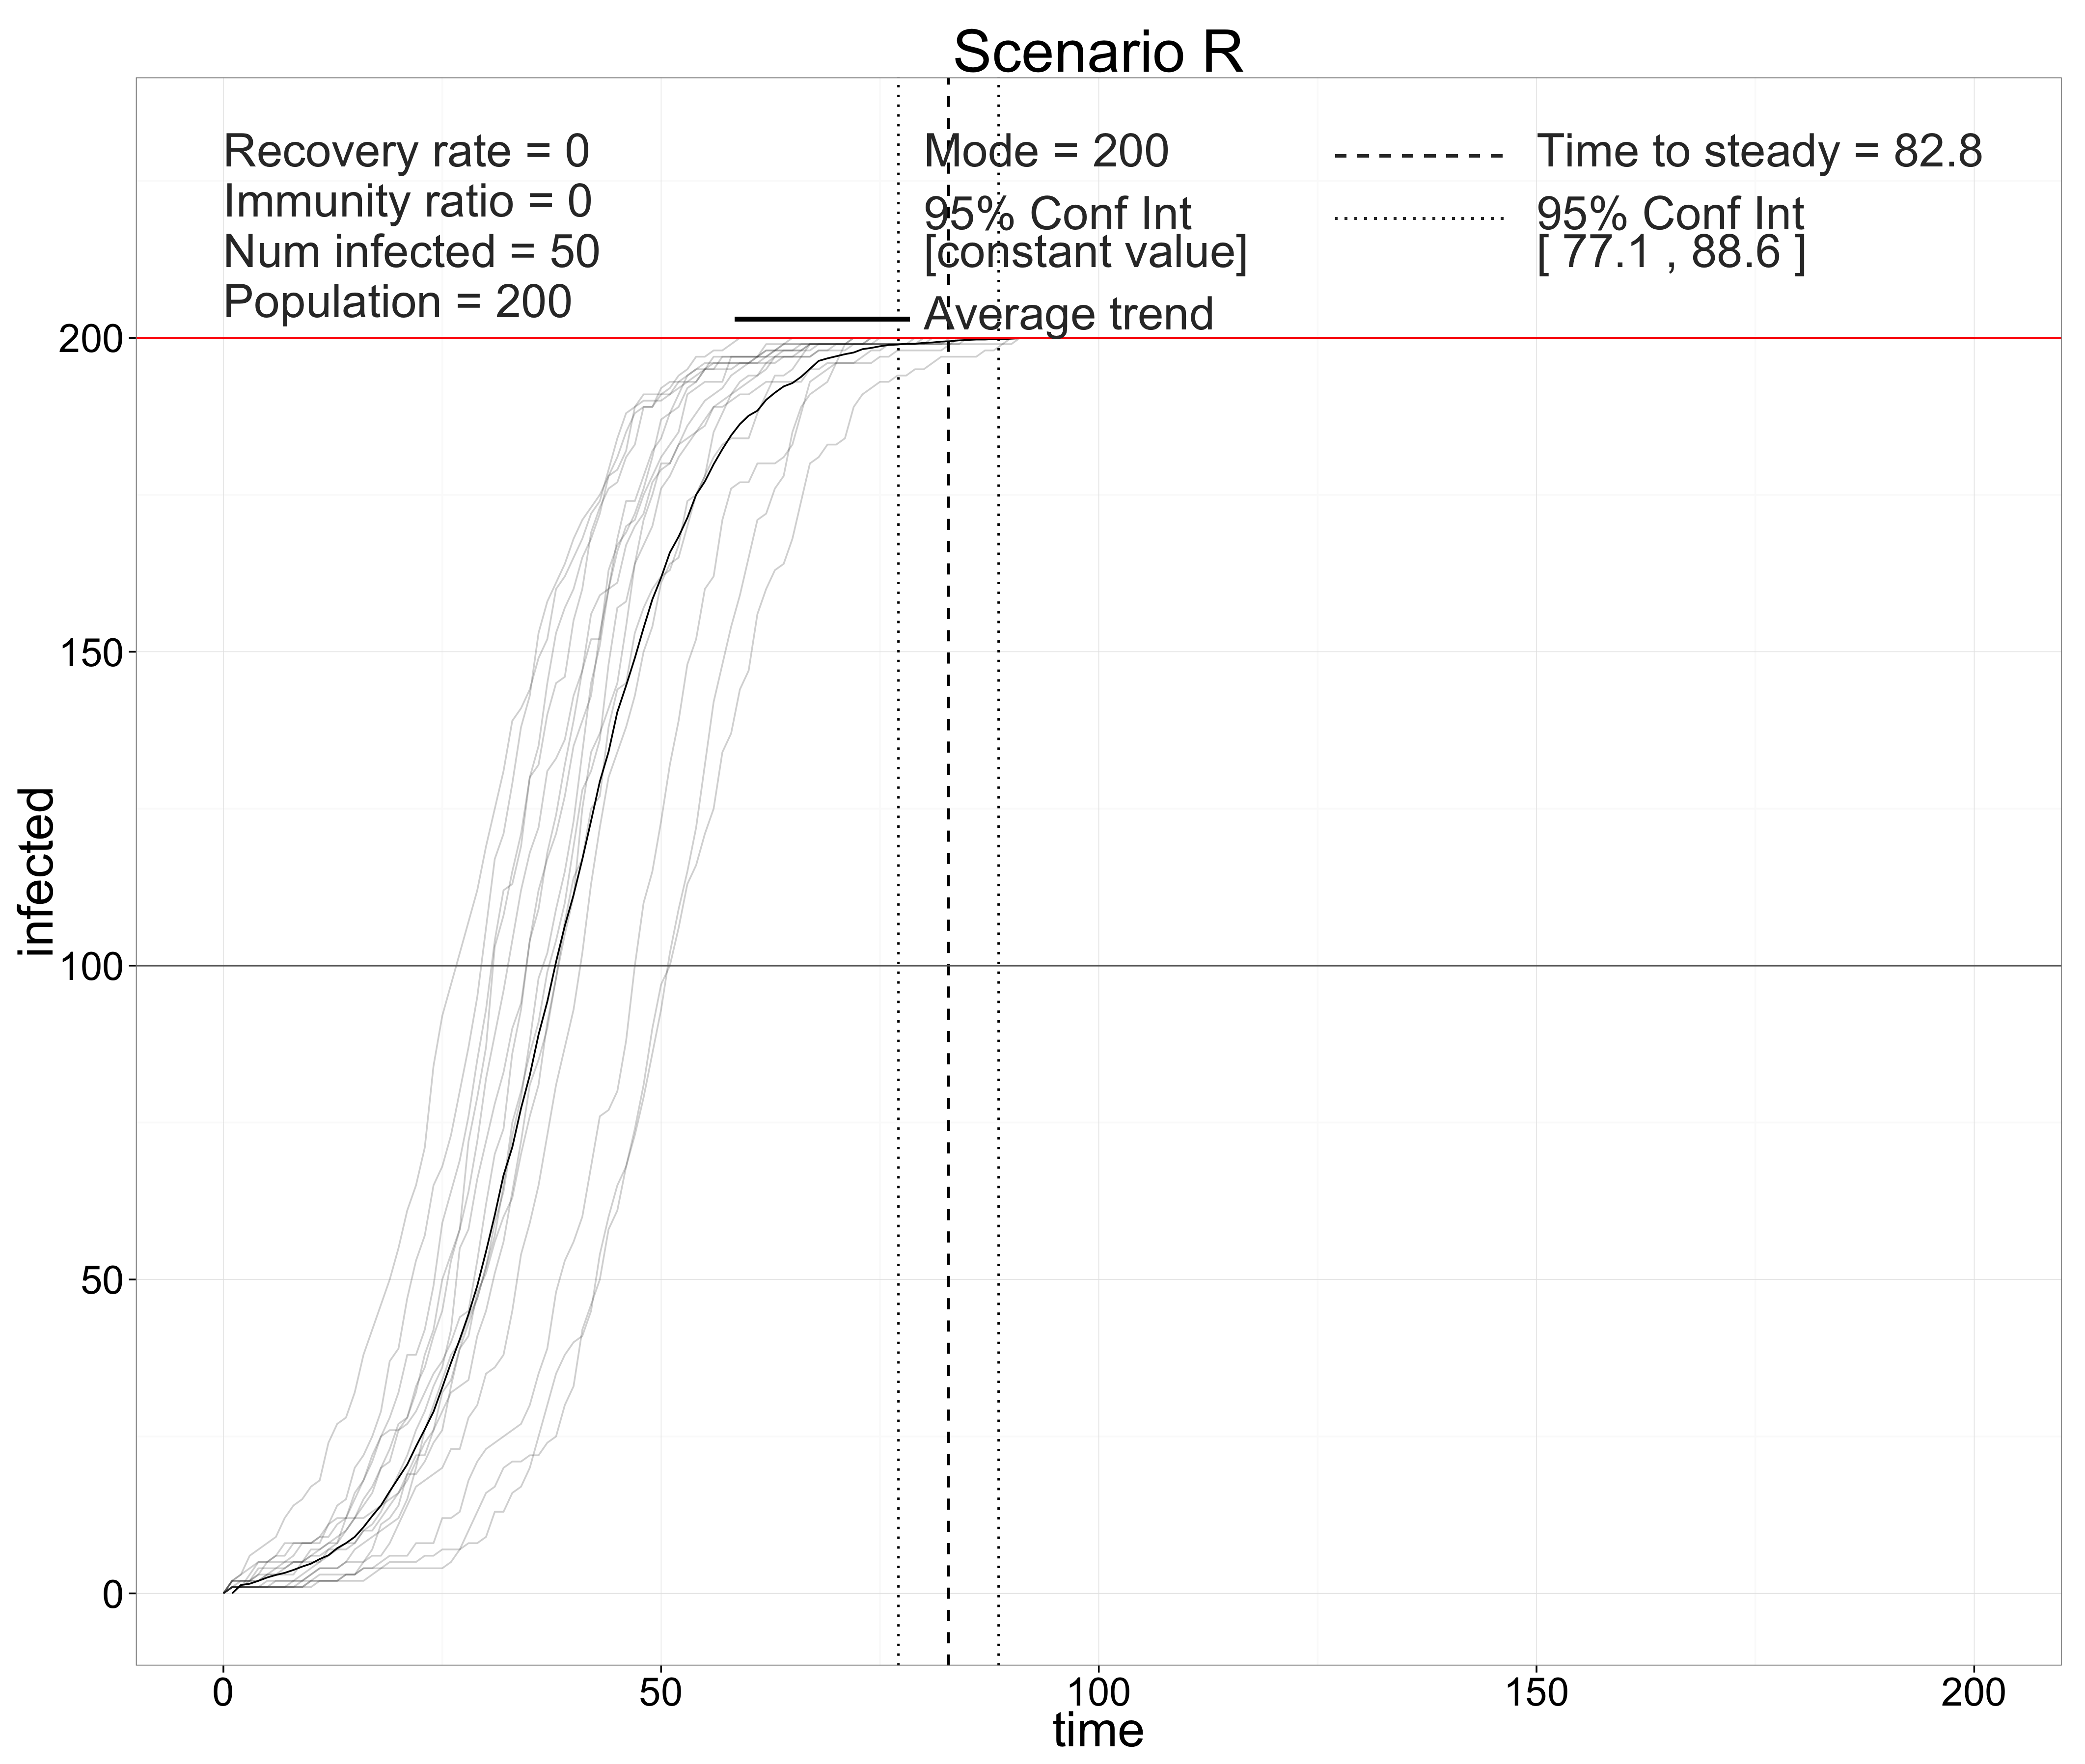 Scenario R
Recovery rate = 0
Immunity ratio = 0
Num infected = 50
Population = 200
Mode = 200
95% Conf Int
[constant value]
Average trend
Time to steady = 82.8
95% Conf Int
[ 77.1 , 88.6 ]
infected
200
150
100
50
0
0
50
100
150
200
time